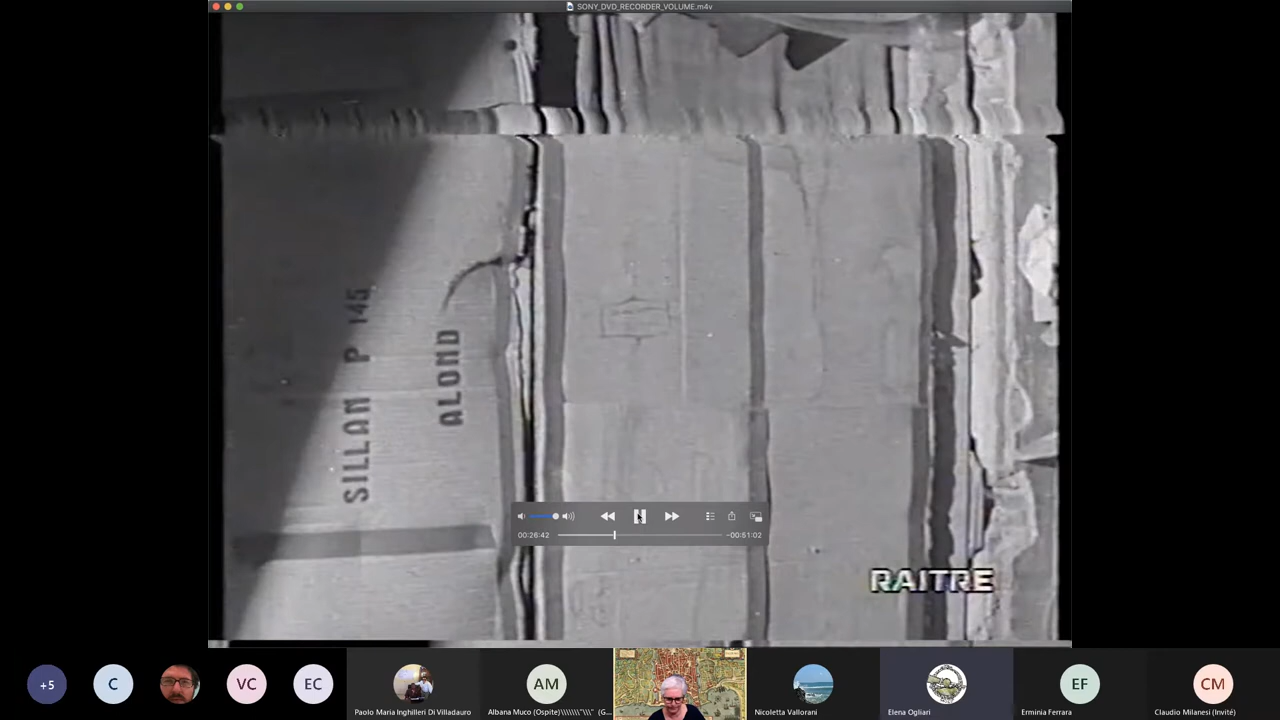 SONY_DVD_RECORDER_VOLUME.m4v
SILLAM P 145
ALOND
00:26:42
-00:51:02
RAITRE
+5
C
VC
EC
Paolo Maria Inghilleri Di Villadauro
AM
Albana Muco (Ospite)\\\\\\\"\\\" (G...
Nicoletta Vallorani
Elena Ogliari
EF
Erminia Ferrara
CM
Claudio Milanesi (Invité)